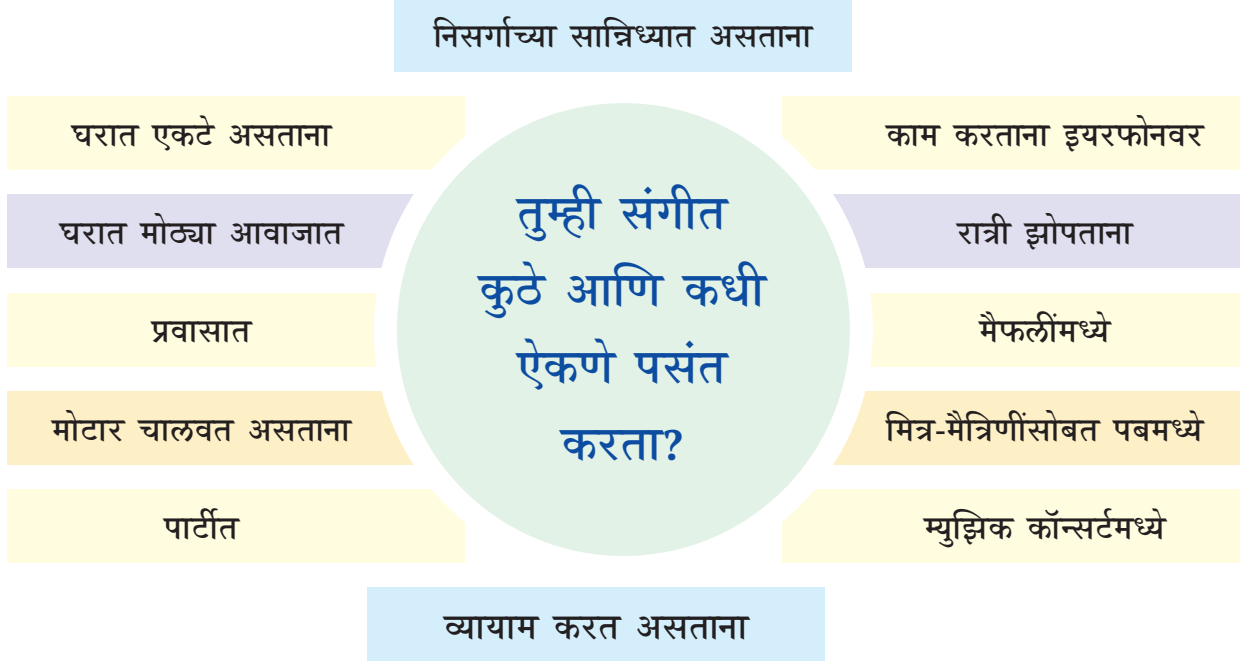 निसर्गाच्या सान्निध्यात असताना
घरात एकटे असताना
काम करताना इयरफोनवर
घरात मोठ्या आवाजात
रात्री झोपताना
प्रवासात
मैफलींमध्ये
मोटार चालवत असताना
मित्र-मैत्रिणींसोबत पबमध्ये
पार्टीत
म्युझिक कॉन्सर्टमध्ये
तुम्ही संगीत
कुठे आणि कधी
ऐकणे पसंत
करता?
व्यायाम करत असताना